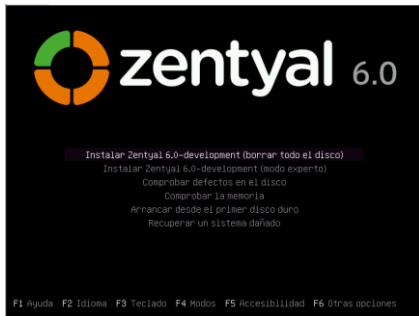 zentyal 6.0
Instalar Zentyal 6.0-development (borrar todo el disco)
Instalar Zentyal 6.0-development (modo experto)
Comprobar defectos en el disco
Comprobar la memoria
Arrancar desde el primer disco duro
Recuperar un sistema dañado
F1 Ayuda F2 Idioma F3 Teclado F4 Modos F5 Accesibilidad F6 Otras opciones